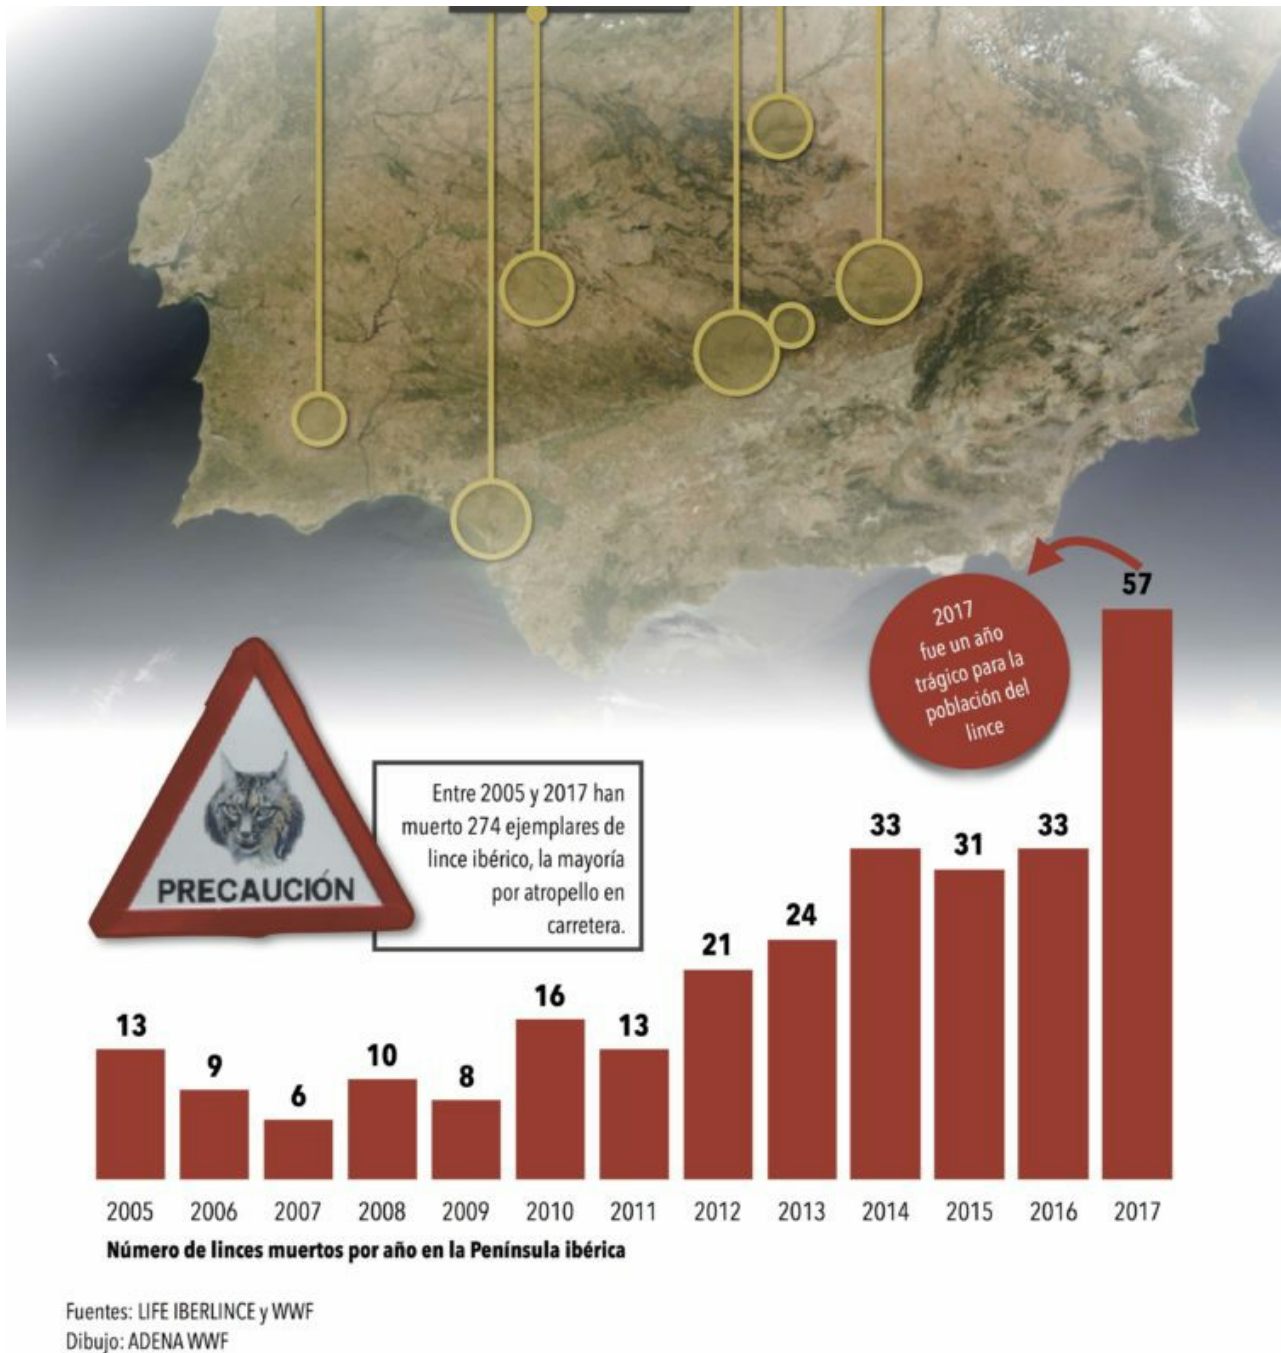 57
2017
fue un año
trágico para la
población del
lince
PRECAUCIÓN
Entre 2005 y 2017 han
muerto 274 ejemplares de
lince ibérico, la mayoría
por atropello en
carretera.
13
9
6
10
8
16
13
21
24
33
31
33
2005 2006 2007 2008 2009 2010 2011 2012 2013 2014 2015 2016 2017
Número de linces muertos por año en la Península ibérica
Fuentes: LIFE IBERLINCE y WWF
Dibujo: ADENA WWF